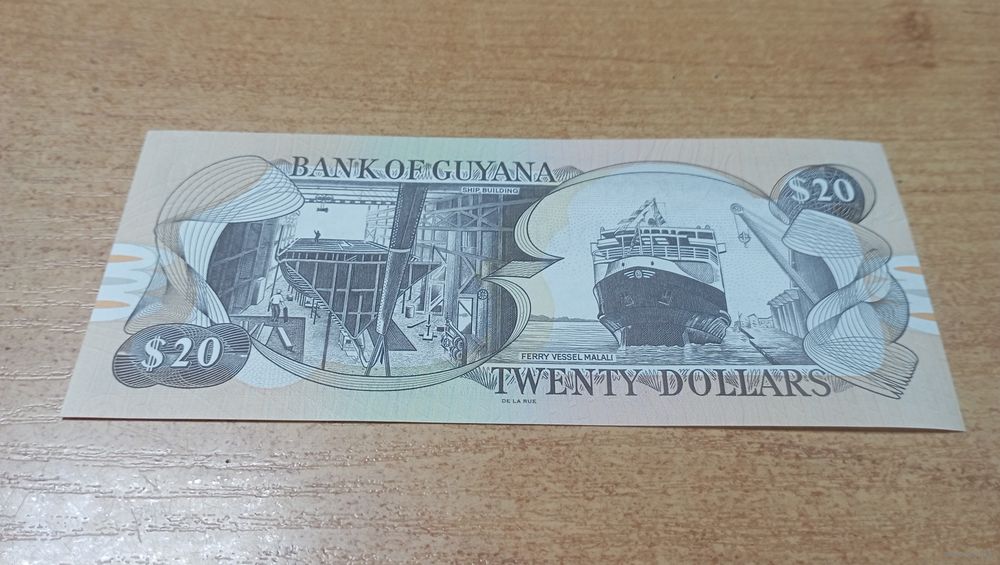 BANK OF GUYANA
SHIP BUILDING
$20
$20
FERRY VESSEL MALALI
TWENTY DOLLARS
DE LA RUE